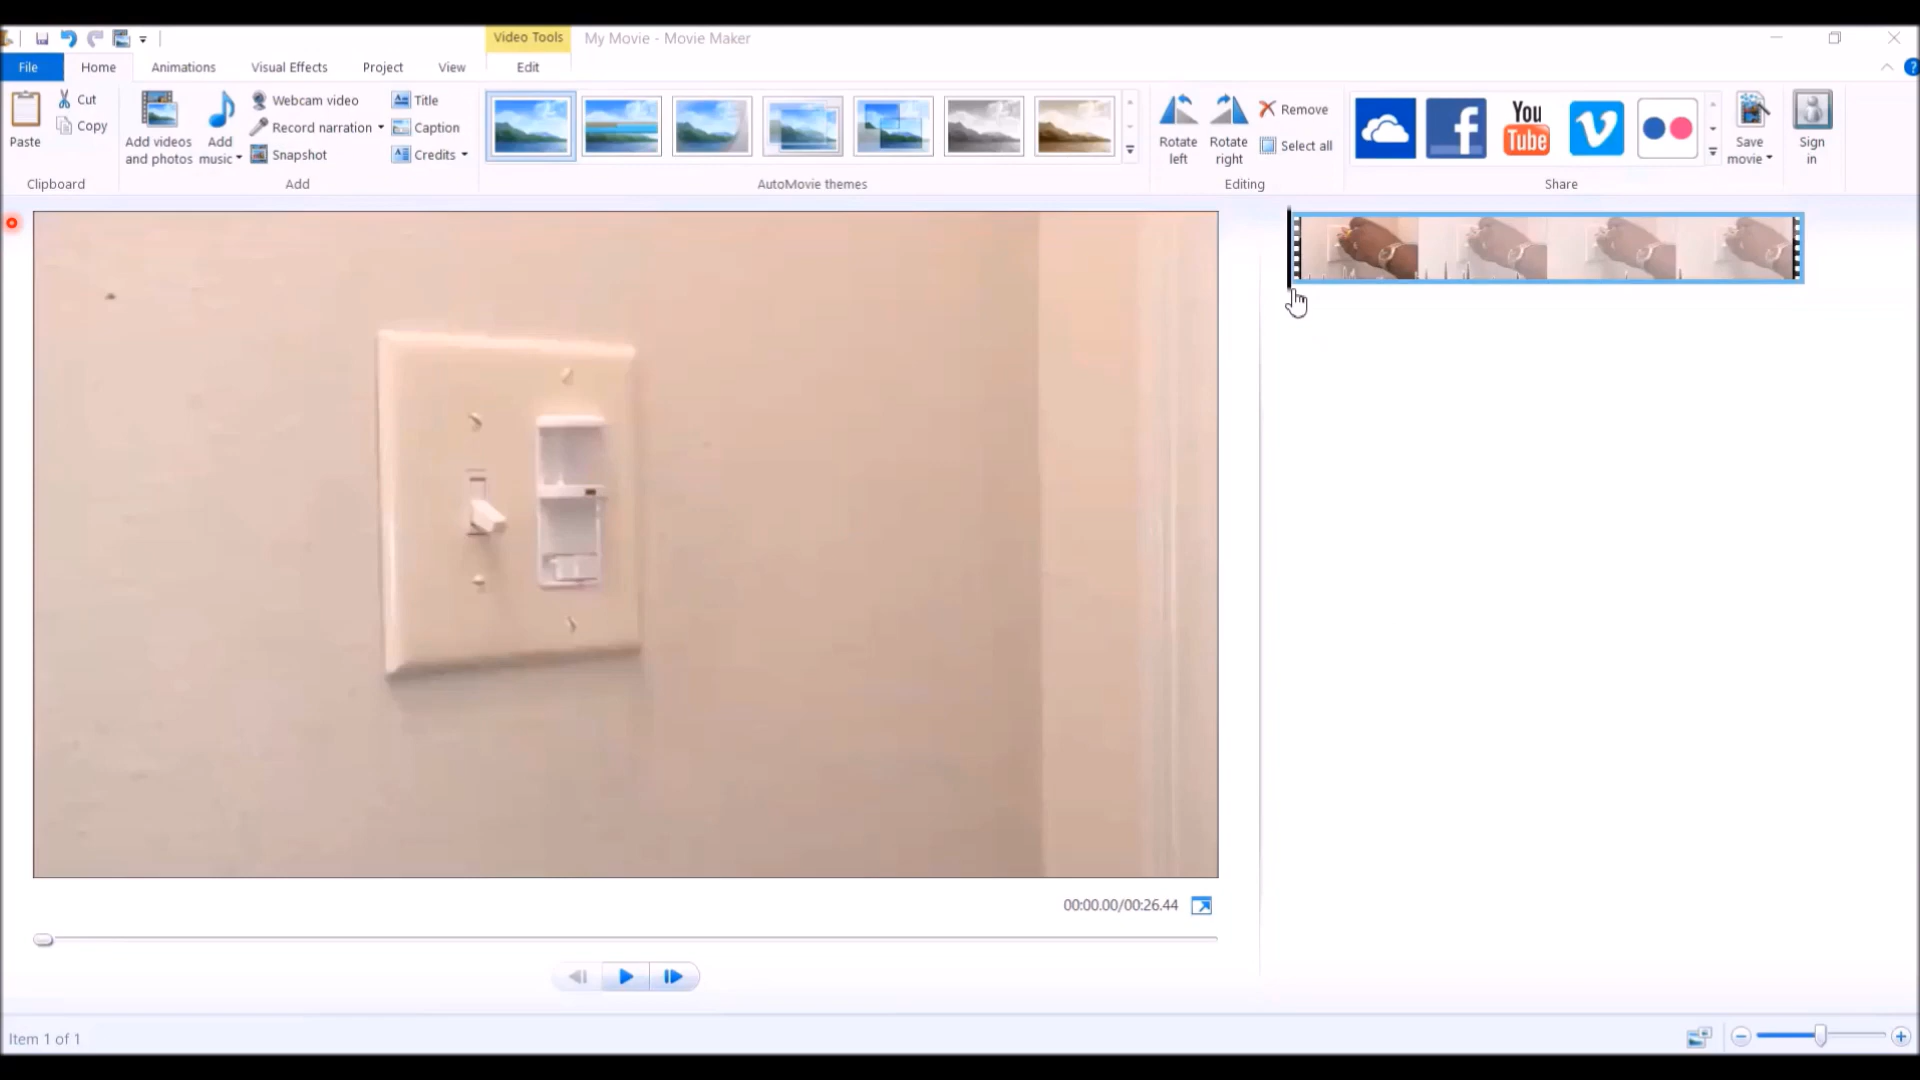 Video Tools
My Movie - Movie Maker
File
Home
Animations
Visual Effects
Project
View
Edit
Paste
Cut
Copy
Clipboard
Add videos
and photos
Add
music
Webcam video
Record narration
Snapshot
Title
Caption
Credits
Add
AutoMovie themes
Rotate
left
Rotate
right
Remove
Select all
Editing
You
Tube
Share
Save
movie
Sign
in
00:00.00/00:26.44
Item 1 of 1